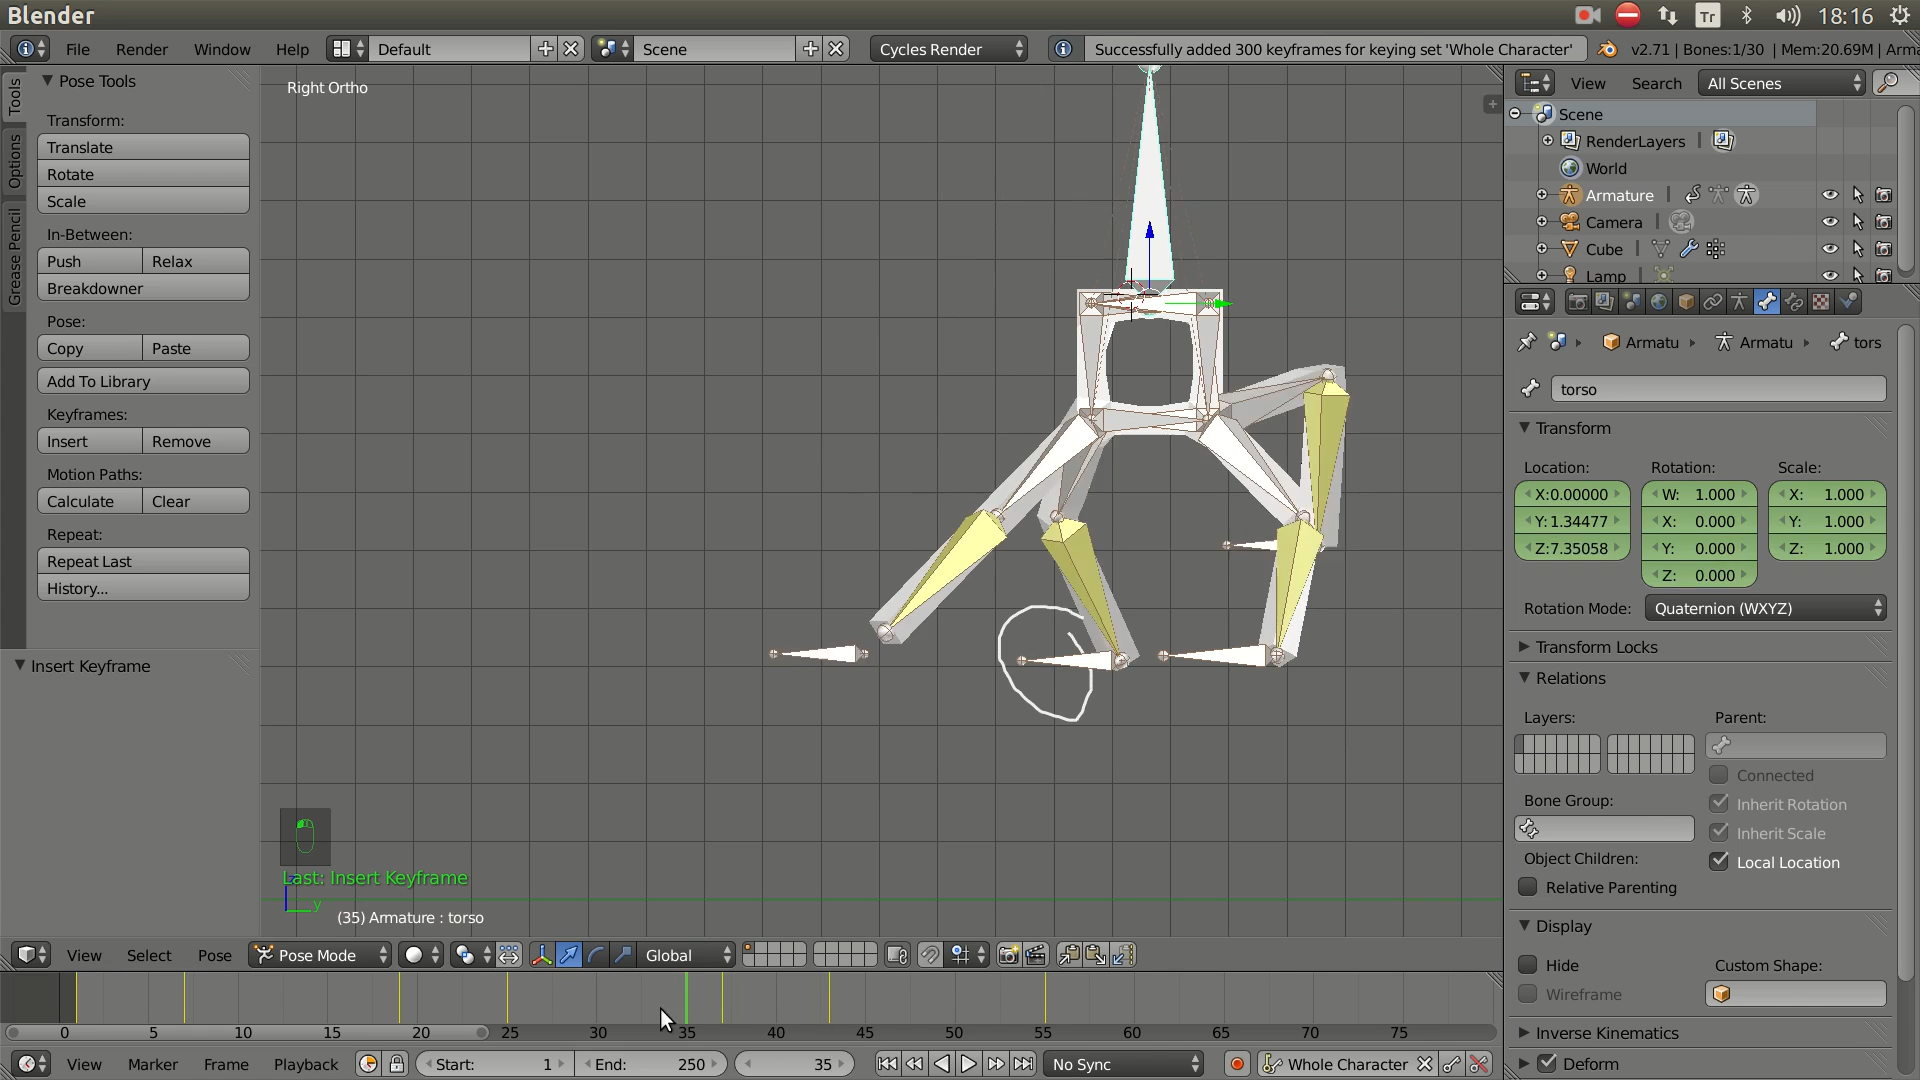 Blender
Tr
18:16
File Render Window Help Default Scene Cycles Render Successfully added 300 keyframes for keying set 'Whole Character' v2.71 | Bones:1/30 | Mem:20.69M | Arma
Tools
Options
Grease Pencil
Pose Tools
Transform:
Translate
Rotate
Scale
In-Between:
Push Relax
Breakdowner
Pose:
Copy Paste
Add To Library
Keyframes:
Insert Remove
Motion Paths:
Calculate Clear
Repeat:
Repeat Last
History...
Insert Keyframe
Right Ortho
Last: Insert Keyframe
y
(35) Armature : torso
View Search All Scenes
Scene
RenderLayers |
World
Armature |
Camera |
Cube |
Lamp |
Armatu Armatu tors
torso
Transform
Location: Rotation: Scale:
X:0.00000 W: 1.000 X: 1.000
Y:1.34477 X: 0.000 Y: 1.000
Z:7.35058 Y: 0.000 Z: 1.000
Z: 0.000
Rotation Mode: Quaternion (WXYZ)
Transform Locks
Relations
Layers: Parent:
Connected
Bone Group: Inherit Rotation
Inherit Scale
Object Children: Local Location
Relative Parenting
Display
Hide Custom Shape:
Wireframe
Inverse Kinematics
Deform
View Select Pose Pose Mode Global
0 5 10 15 20 25 30 35 40 45 50 55 60 65 70 75
View Marker Frame Playback Start: 1 End: 250 35 No Sync Whole Character